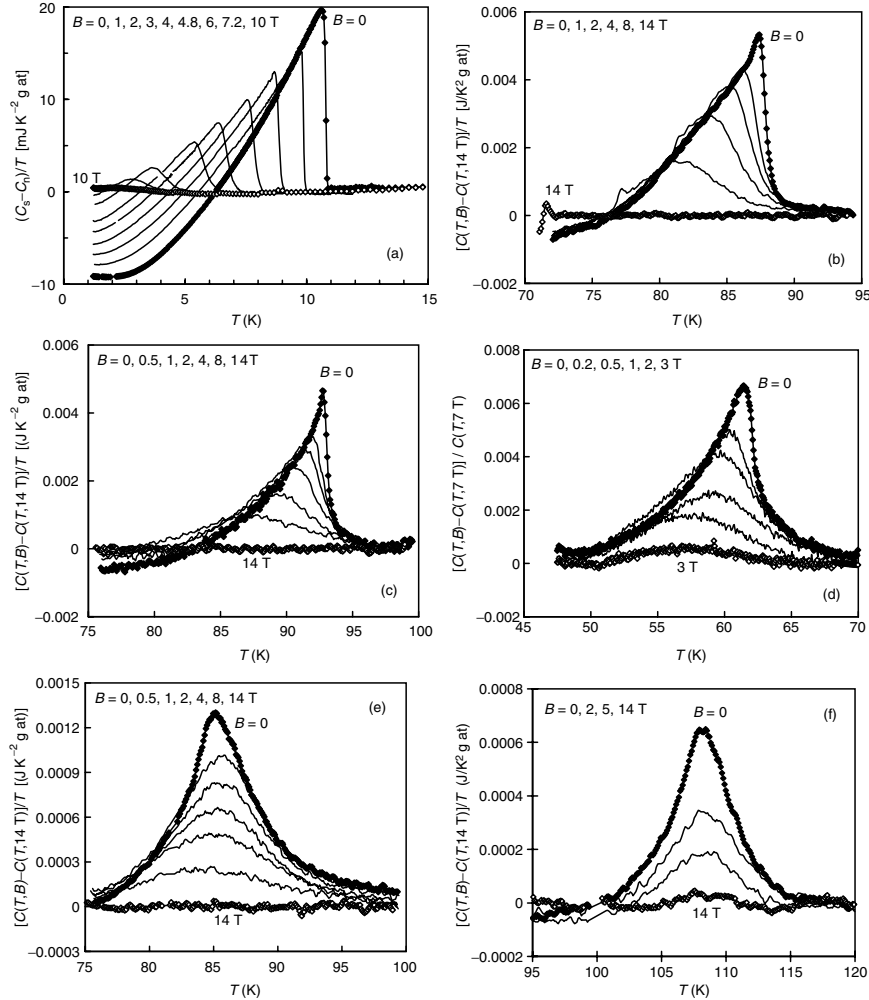 B = 0, 1, 2, 3, 4, 4.8, 6, 7.2, 10 T
B = 0
10 T
(a)
20
10
0
−10
0
5
10
15
T (K)
(Cs−Cn)/T [mJ K−2 g at)]
B = 0, 1, 2, 4, 8, 14 T
B = 0
14 T
(b)
0.006
0.004
0.002
0
−0.002
70
75
80
85
90
95
T (K)
[C(T,B)−C(T,14 T))]/T [J/K2 g at)]
B = 0, 0.5, 1, 2, 4, 8, 14 T
B = 0
14 T
(c)
0.006
0.004
0.002
0
−0.002
75
80
85
90
95
100
T (K)
[C(T,B)−C(T,14 T))]/T [(J K−2 g at)]
B = 0, 0.2, 0.5, 1, 2, 3 T
B = 0
3 T
(d)
0.008
0.006
0.004
0.002
0
−0.002
45
50
55
60
65
70
T (K)
[C(T,B)−C(T,7 T)] / C(T,7 T)
B = 0, 0.5, 1, 2, 4, 8, 14 T
B = 0
14 T
(e)
0.0015
0.0012
0.0009
0.0006
0.0003
0
−0.0003
75
80
85
90
95
100
T (K)
[C(T,B)−C(T,14 T)]/T [(J K−2 g at)]
B = 0, 2, 5, 14 T
B = 0
14 T
(f)
0.0008
0.0006
0.0004
0.0002
0.0000
−0.0002
95
100
105
110
115
120
T (K)
[C(T,B)−C(T,14 T)]/T (J/K2 g at)